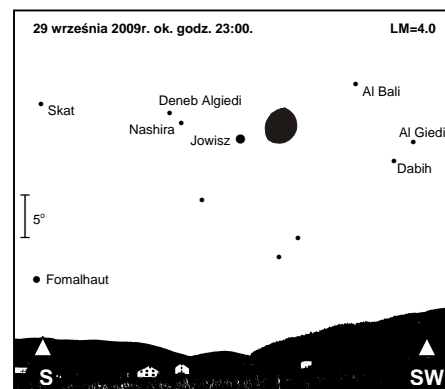 29 września 2009r. ok. godz. 23:00. LM=4.0
Al Bali
Skat
Deneb Algiedi
Nashira
Jowisz
Al Giedi
Dabih
5°
Fomalhaut
S SW